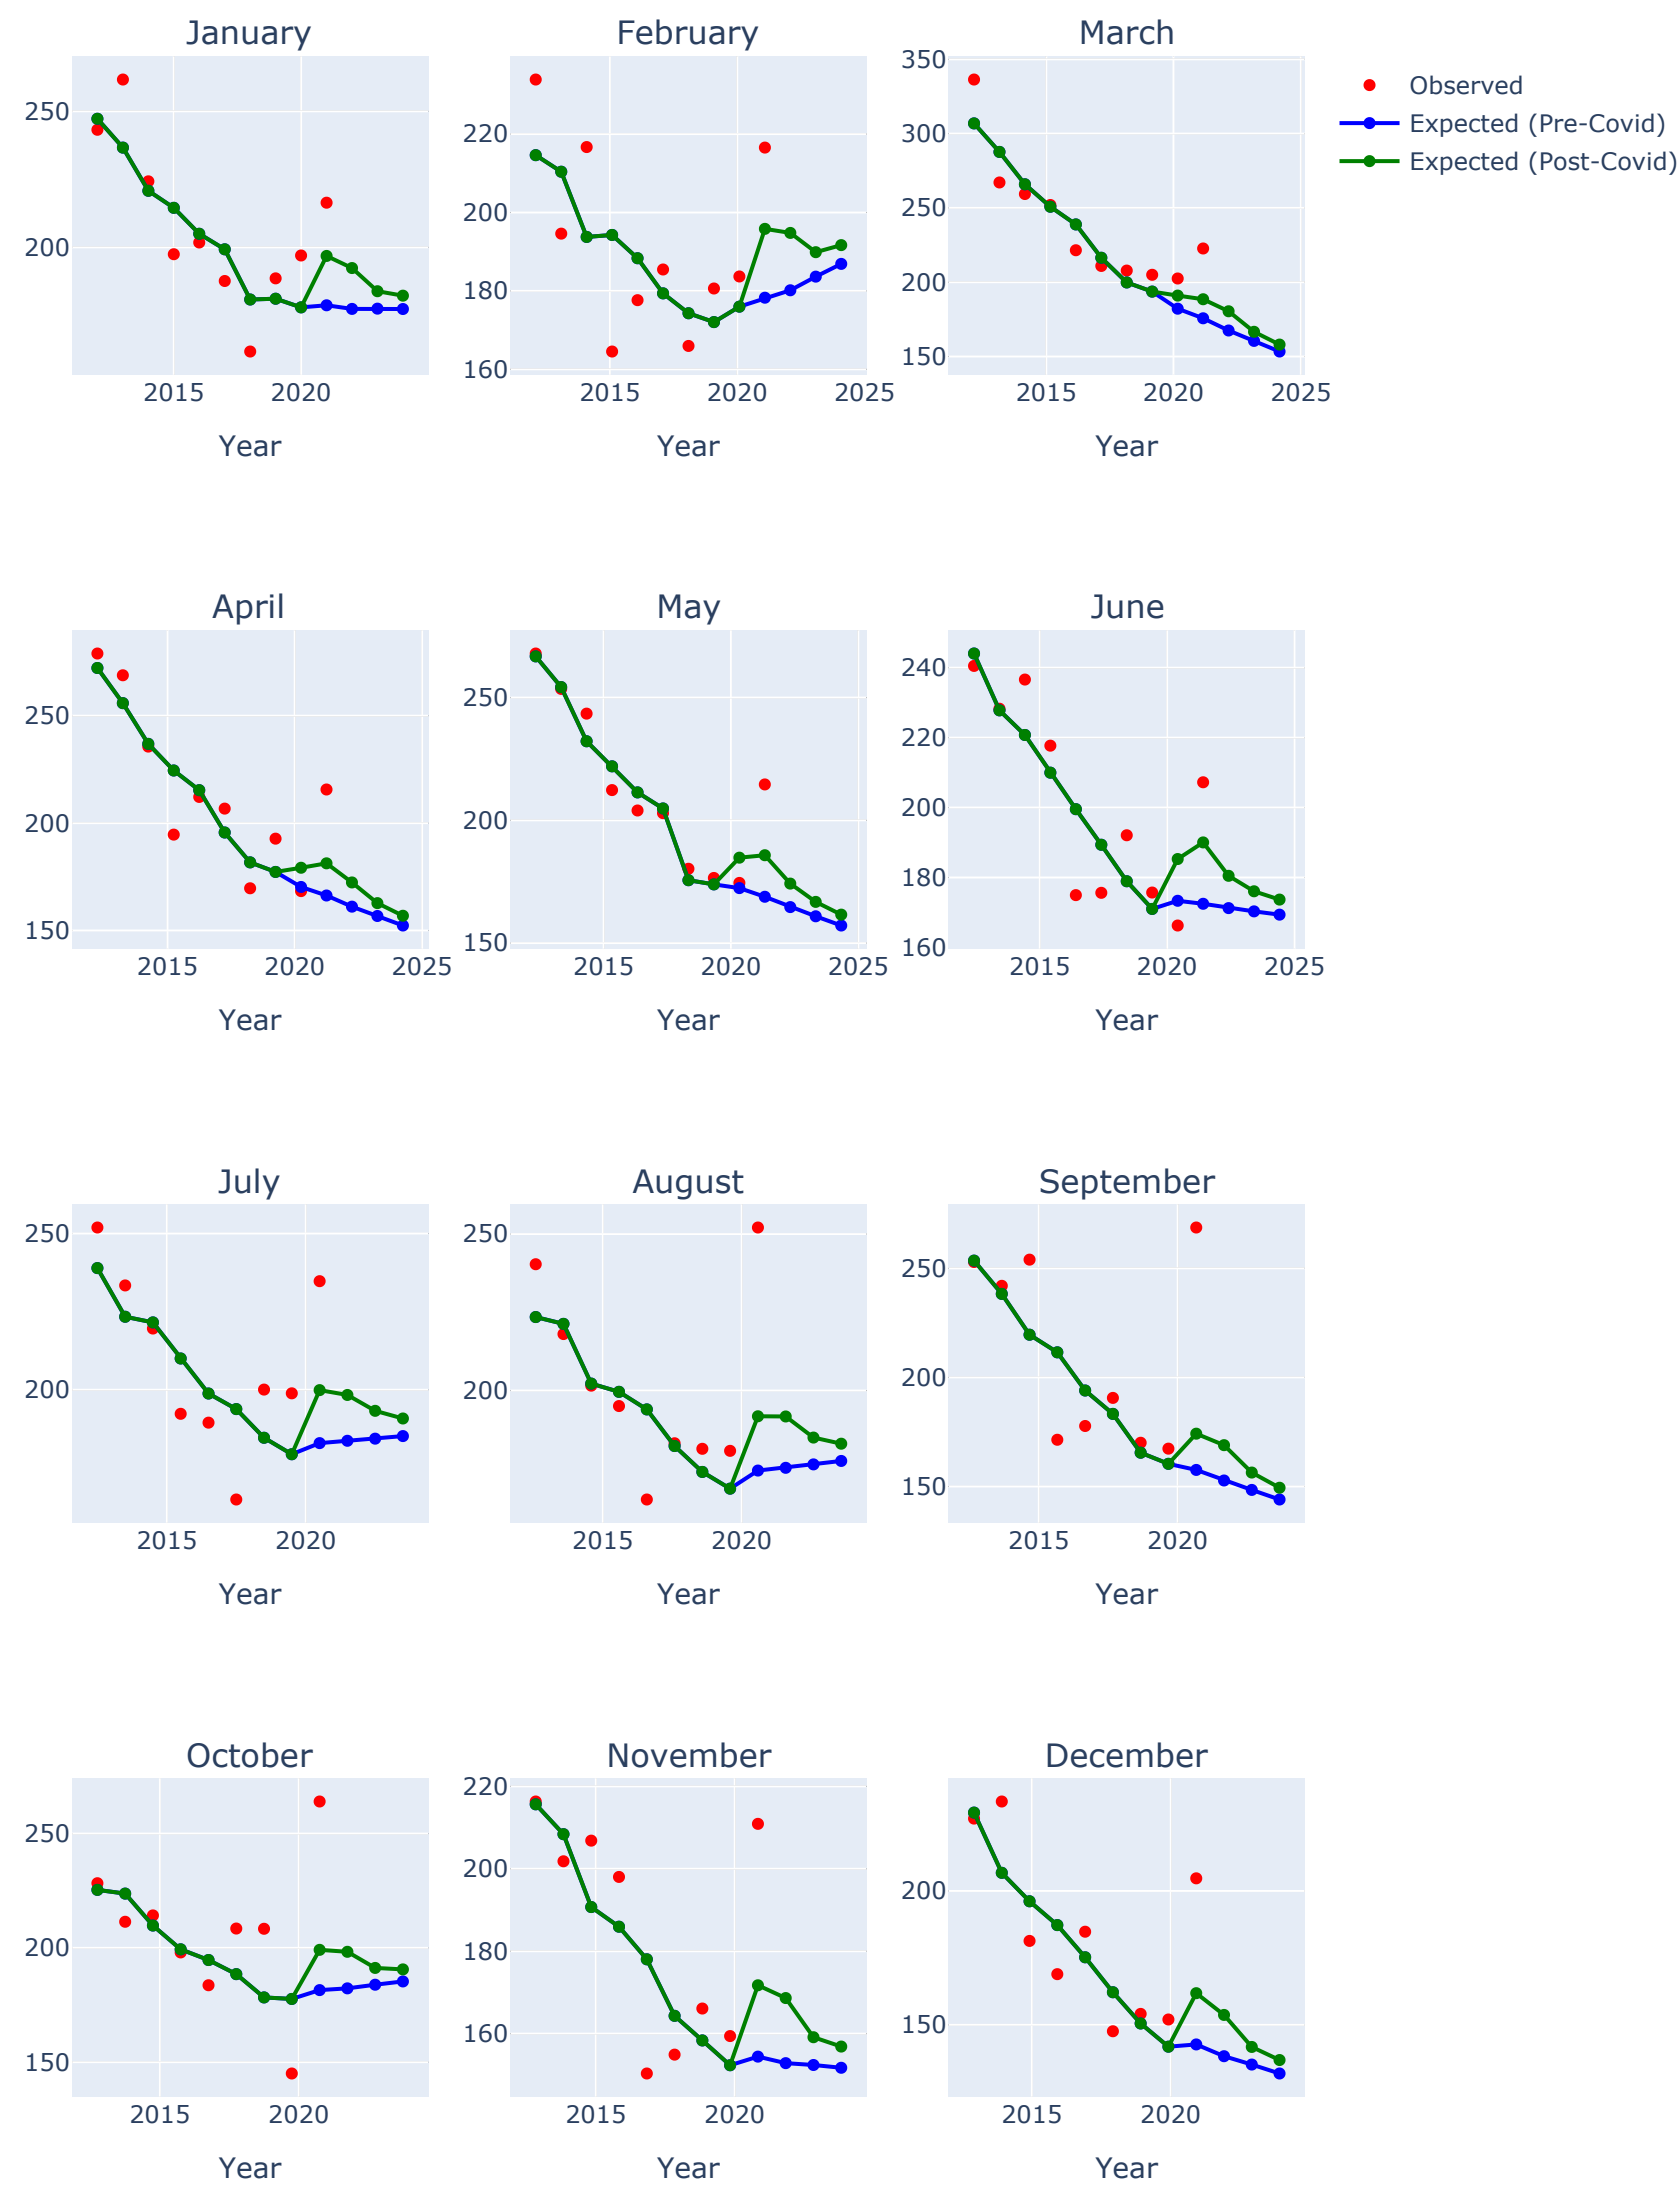 January
February
March
250
200
2015
2020
Year
220
200
180
160
2015
2020
2025
Year
350
300
250
200
150
2015
2020
2025
Year
Observed
Expected (Pre-Covid)
Expected (Post-Covid)
April
May
June
250
200
150
2015
2020
2025
Year
250
200
150
2015
2020
2025
Year
240
220
200
180
160
2015
2020
2025
Year
July
August
September
250
200
2015
2020
Year
250
200
2015
2020
Year
250
200
150
2015
2020
Year
October
November
December
250
200
150
2015
2020
Year
220
200
180
160
2015
2020
Year
200
150
2015
2020
Year